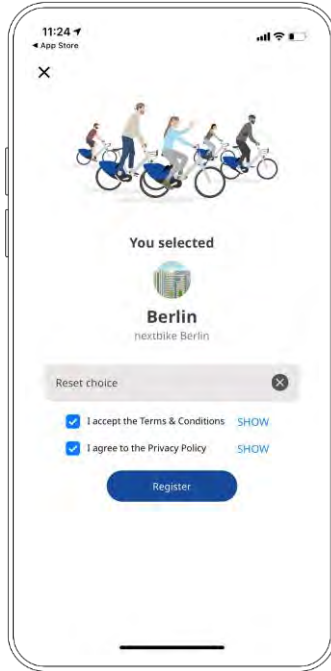 11:24
◀ App Store
You selected
Berlin
nextbike Berlin
Reset choice
I accept the Terms & Conditions SHOW
I agree to the Privacy Policy SHOW
Register